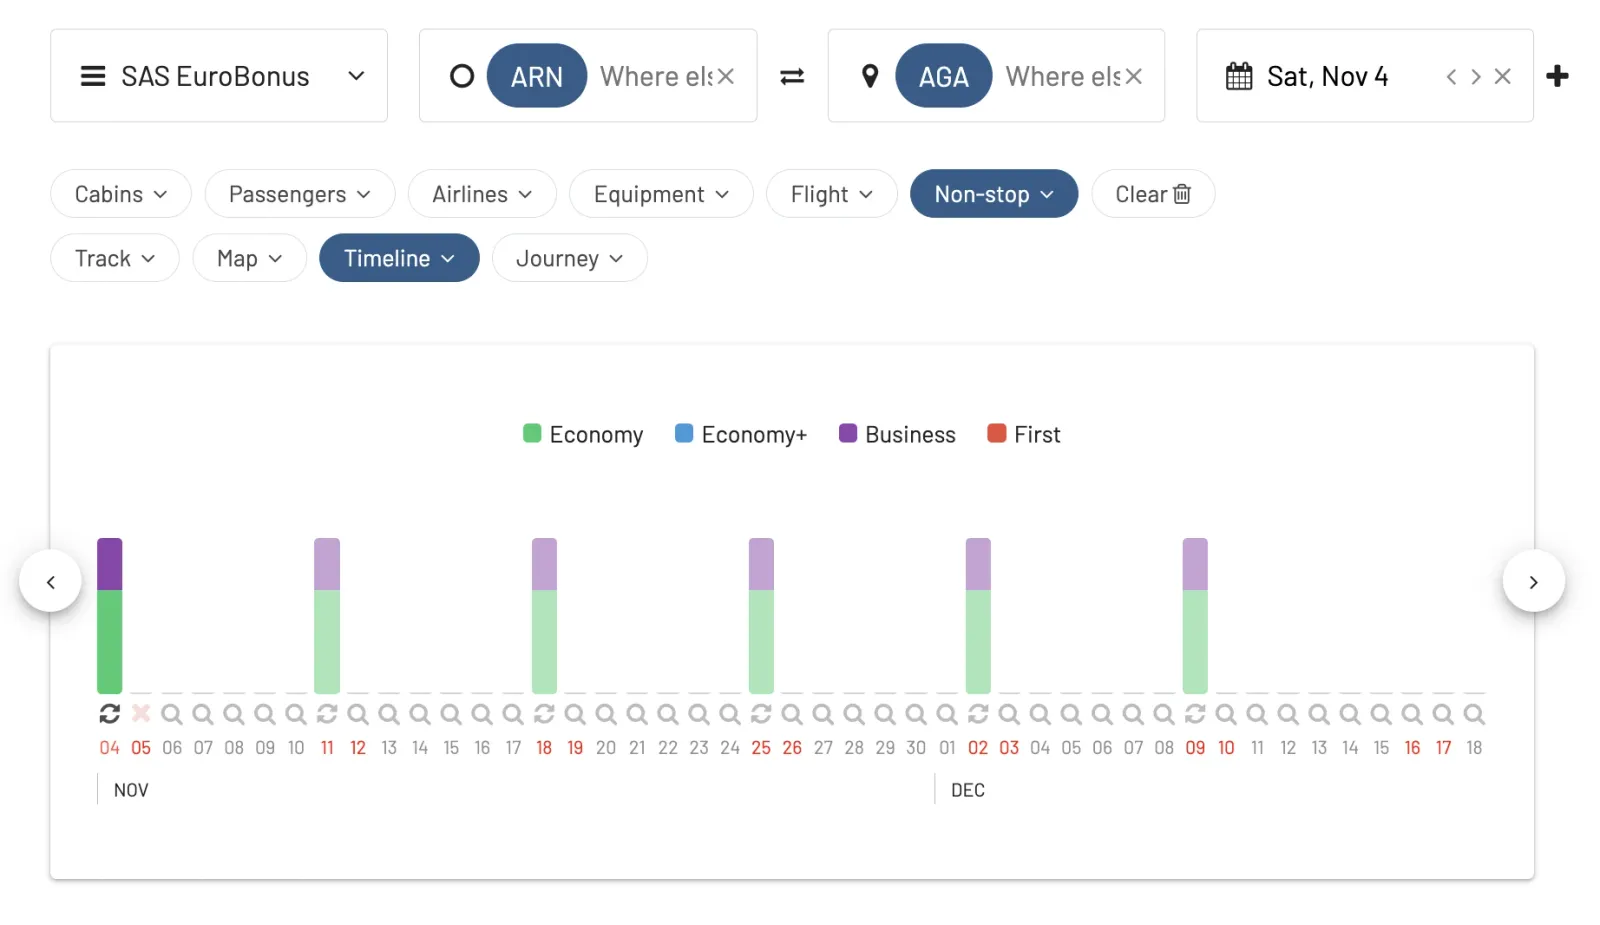 SAS EuroBonus ARN Where els AGA Where els Sat, Nov 4
Cabins Passengers Airlines Equipment Flight Non-stop Clear
Track Map Timeline Journey
Economy Economy+ Business First
04 05 06 07 08 09 10 11 12 13 14 15 16 17 18 19 20 21 22 23 24 25 26 27 28 29 30 01 02 03 04 05 06 07 08 09 10 11 12 13 14 15 16 17 18
NOV DEC